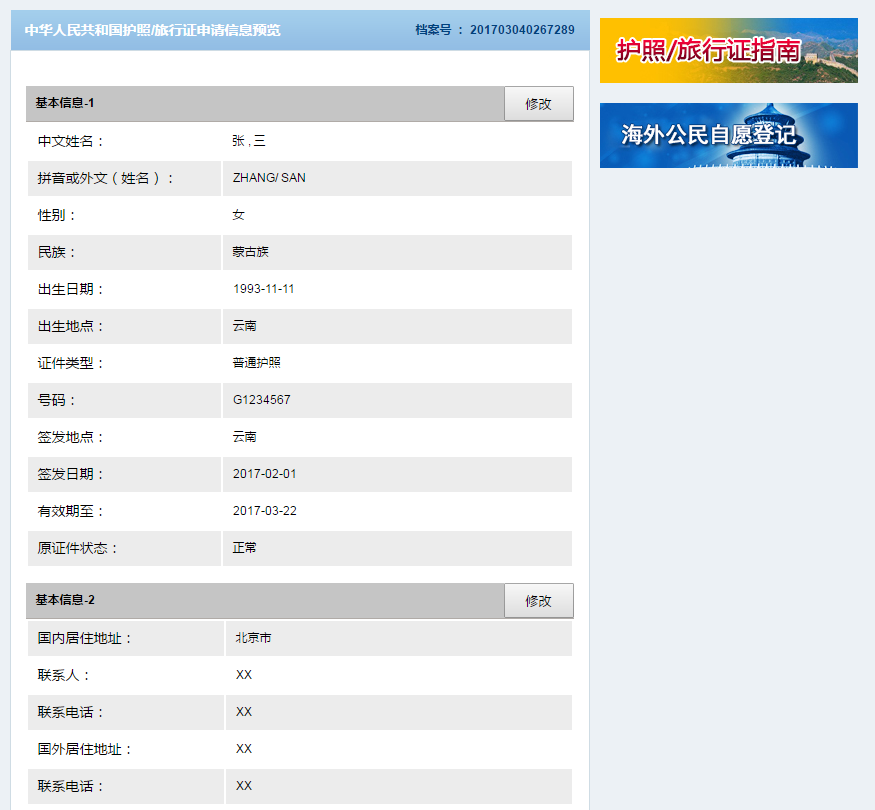 中华人民共和国护照/旅行证申请信息预览 档案号 : 201703040267289
护照/旅行证指南
海外公民自愿登记
基本信息-1 修改
中文姓名: 张 , 三
拼音或外文(姓名): ZHANG/ SAN
性别: 女
民族: 蒙古族
出生日期: 1993-11-11
出生地点: 云南
证件类型: 普通护照
号码: G1234567
签发地点: 云南
签发日期: 2017-02-01
有效期至: 2017-03-22
原证件状态: 正常
基本信息-2 修改
国内居住地址: 北京市
联系人: XX
联系电话: XX
国外居住地址: XX
联系电话: XX